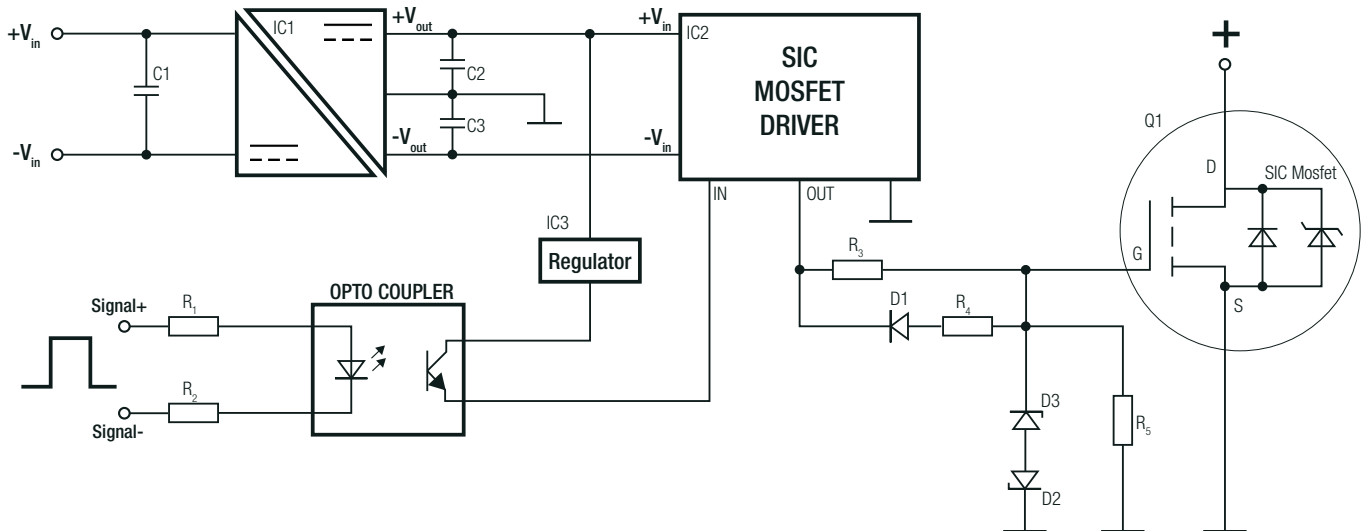 +Vin
-Vin
C1
IC1
+Vout
-Vout
C2
C3
+Vin
-Vin
IC2
SIC
MOSFET
DRIVER
IN
OUT
+
Q1
D
SIC Mosfet
G
S
IC3
Regulator
R3
D1
R4
OPTO COUPLER
Signal+
R1
R2
Signal-
D3
R5
D2